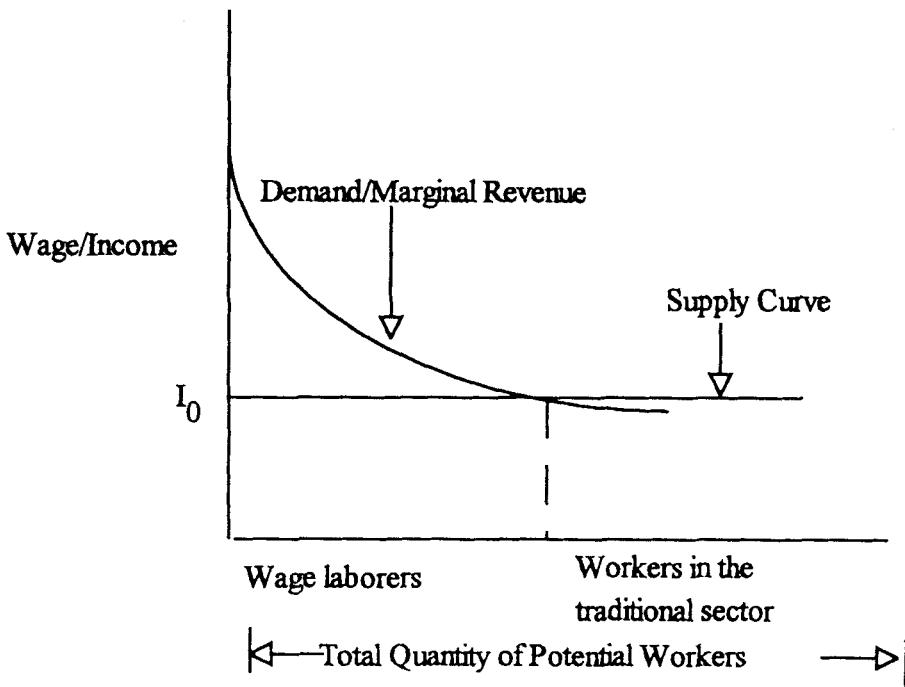 Demand/Marginal Revenue
Wage/Income
Supply Curve
I0
Wage laborers
Workers in the
traditional sector
Total Quantity of Potential Workers